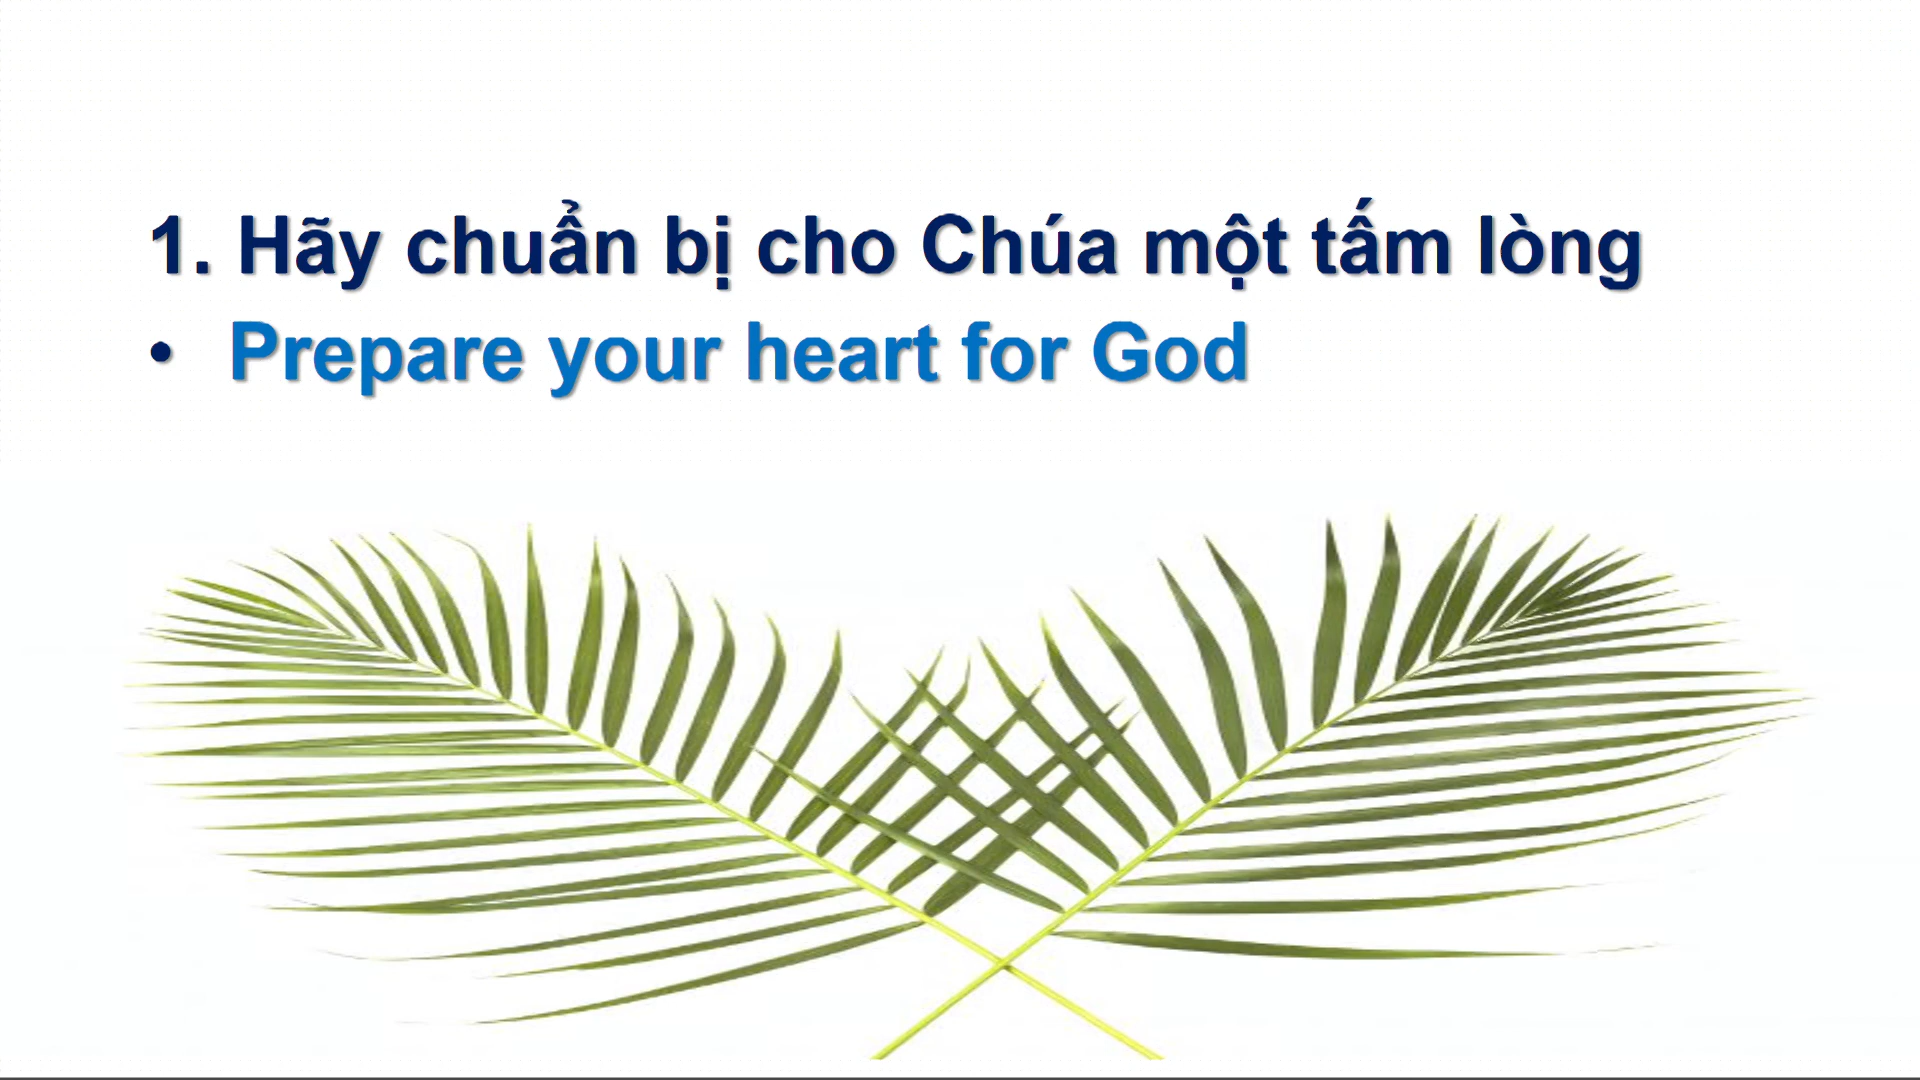 1. Hãy chuẩn bị cho Chúa một tấm lòng
• Prepare your heart for God